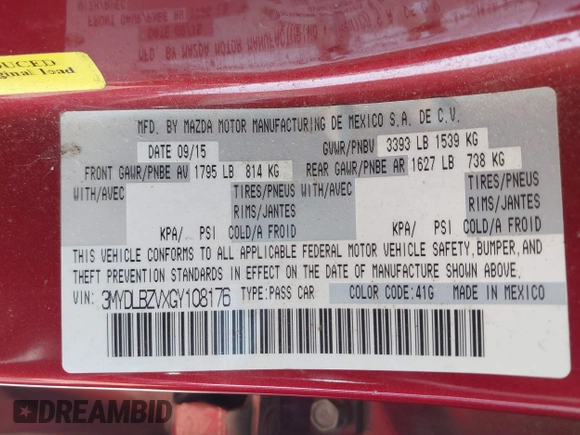 UCED
ginal load
MFD. BY MAZDA MOTOR MANUFACTURING DE MEXICO S.A. DE C.V.
DATE 09/15 GVWR/PNBV 3393 LB 1539 KG
FRONT GAWR/PNBE AV 1795 LB 814 KG REAR GAWR/PNBE AR 1627 LB 738 KG
WITH/AVEC TIRES/PNEUS WITH/AVEC TIRES/PNEUS
RIMS/JANTES RIMS/JANTES
KPA/ PSI COLD/A FROID KPA/ PSI COLD/A FROID
THIS VEHICLE CONFORMS TO ALL APPLICABLE FEDERAL MOTOR VEHICLE SAFETY, BUMPER, AND
THEFT PREVENTION STANDARDS IN EFFECT ON THE DATE OF MANUFACTURE SHOWN ABOVE.
VIN: 3MYDLBZVXGY108176 TYPE:PASS CAR COLOR CODE:41G MADE IN MEXICO
DREAMBID